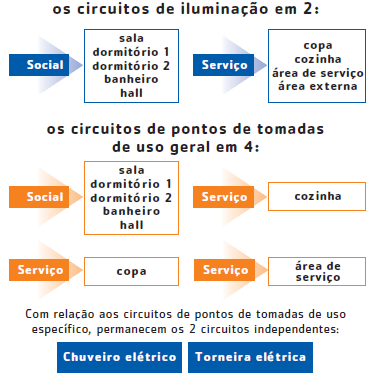 os circuitos de iluminação em 2:
Social
sala
dormitório 1
dormitório 2
banheiro
hall
Serviço
copa
cozinha
área de serviço
área externa
os circuitos de pontos de tomadas
de uso geral em 4:
Social
sala
dormitório 1
dormitório 2
banheiro
hall
Serviço
cozinha
Serviço
copa
Serviço
área de
serviço
Com relação aos circuitos de pontos de tomadas de uso
específico, permanecem os 2 circuitos independentes:
Chuveiro elétrico
Torneira elétrica